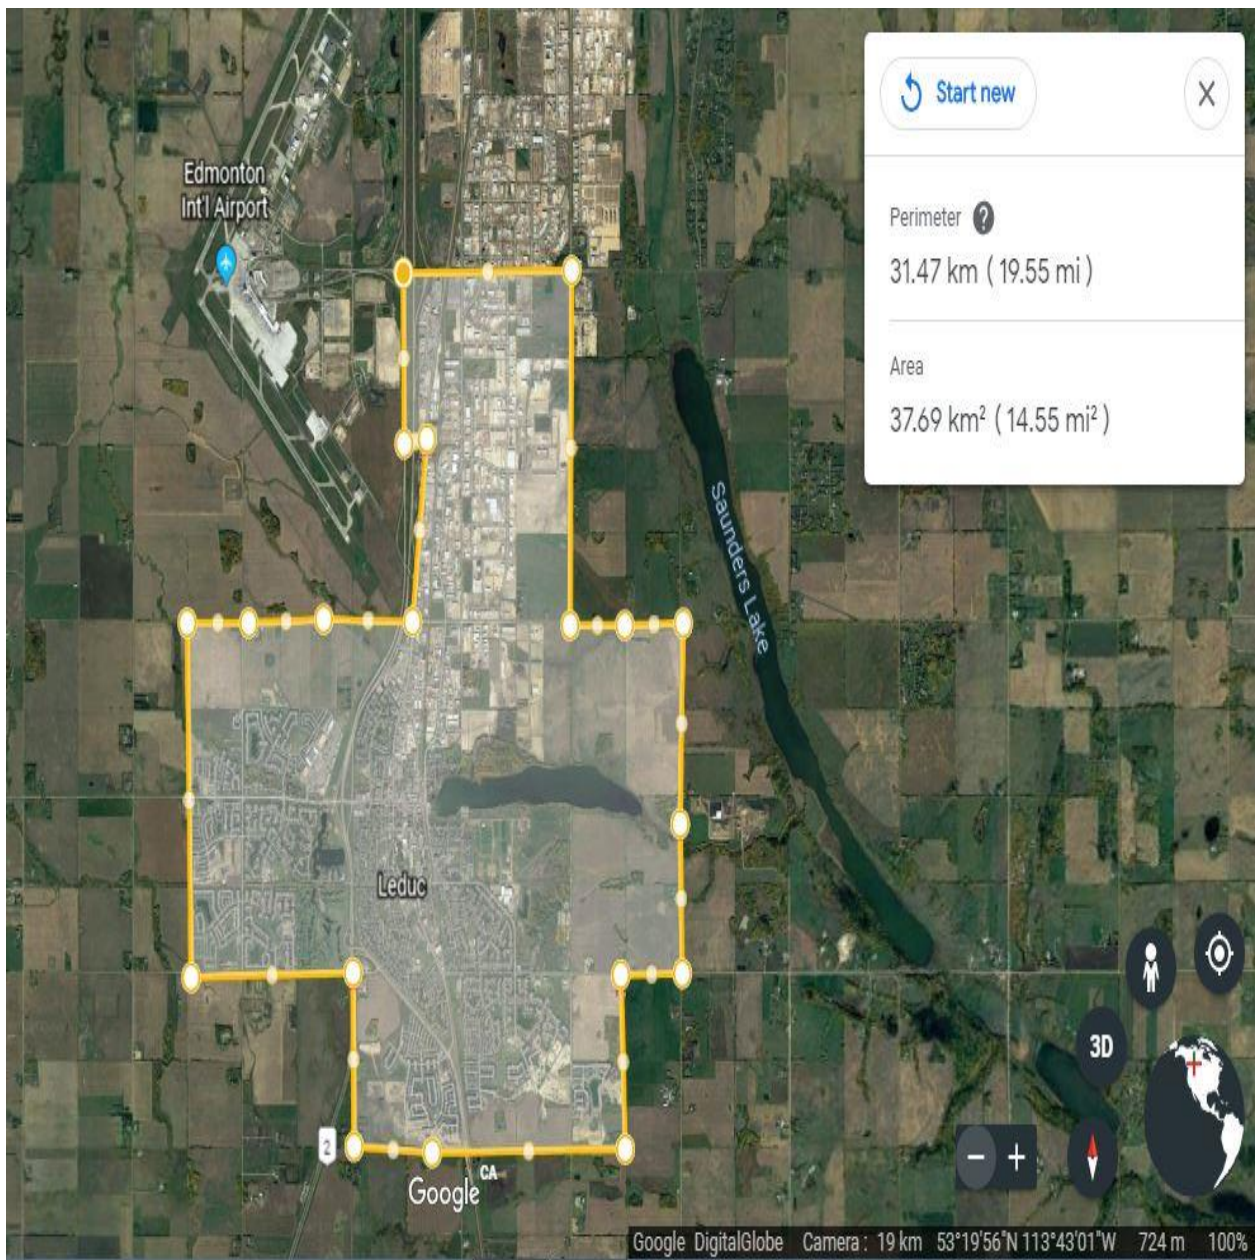 Start new
Edmonton
Int'l Airport
Perimeter ?
31.47 km ( 19.55 mi )
Area
37.69 km² ( 14.55 mi² )
Saunders Lake
Leduc
3D
2
CA
Google
Google DigitalGlobe Camera : 19 km 53°19'56"N 113°43'01"W 724 m 100%